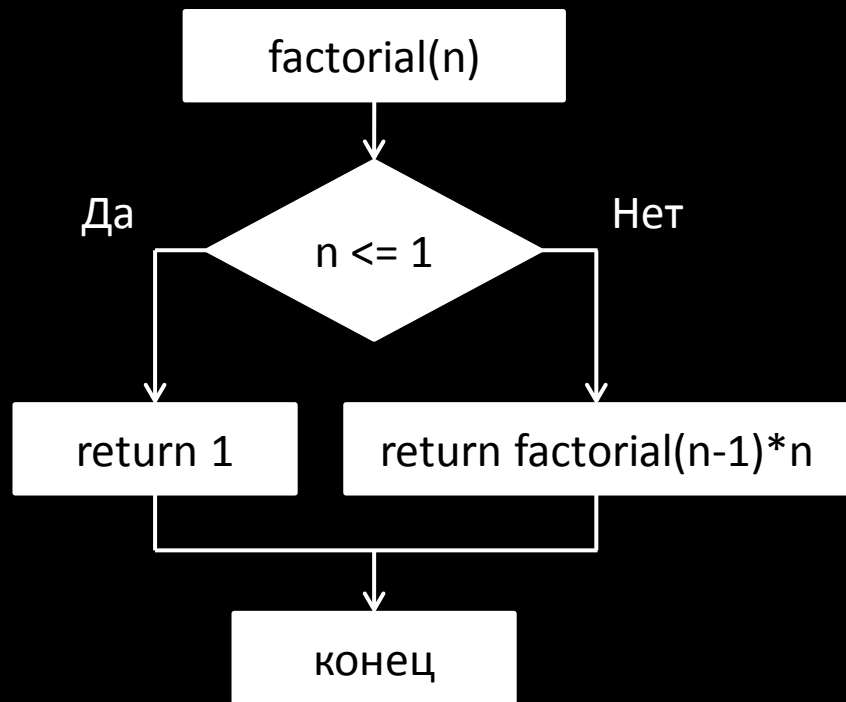 factorial(n)
Да
Нет
n <= 1
return 1
return factorial(n-1)*n
конец